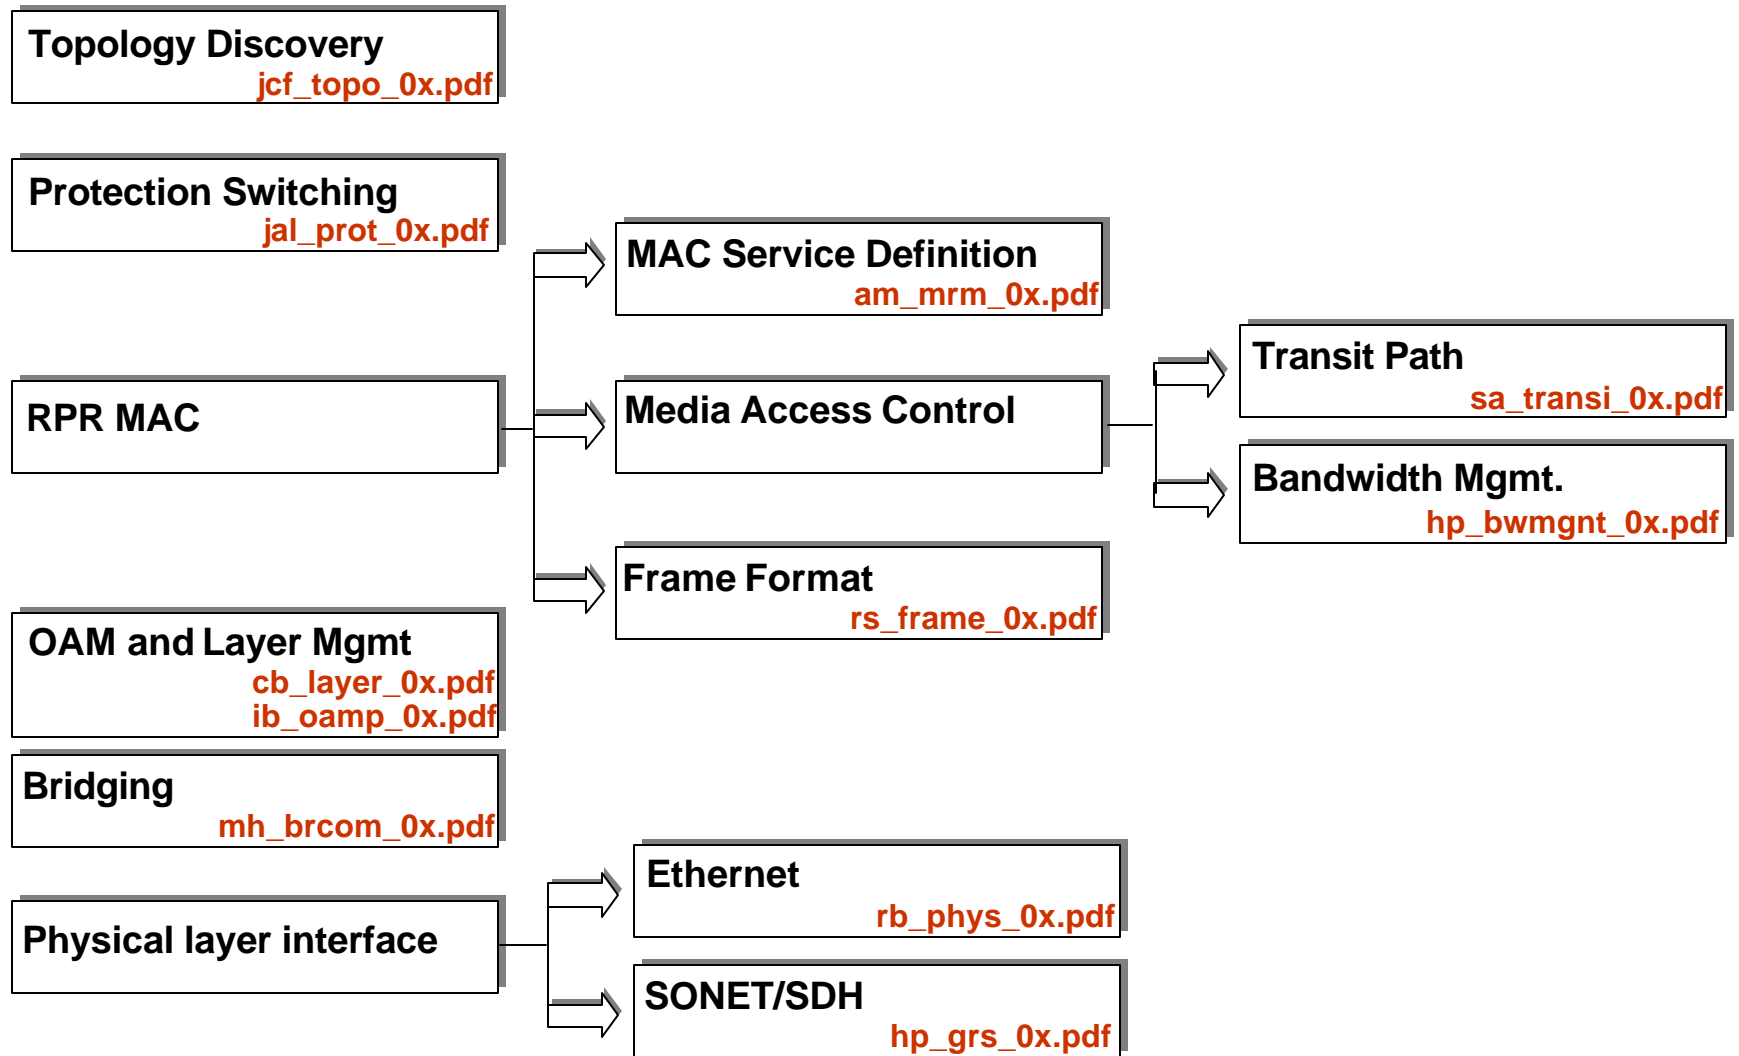 Topology Discovery
jcf_topo_0x.pdf
Protection Switching
jal_prot_0x.pdf
MAC Service Definition
am_mrm_0x.pdf
RPR MAC
Media Access Control
Transit Path
sa_transi_0x.pdf
Bandwidth Mgmt.
hp_bwmgnt_0x.pdf
Frame Format
rs_frame_0x.pdf
OAM and Layer Mgmt
cb_layer_0x.pdf
ib_oamp_0x.pdf
Bridging
mh_brcom_0x.pdf
Physical layer interface
Ethernet
rb_phys_0x.pdf
SONET/SDH
hp_grs_0x.pdf